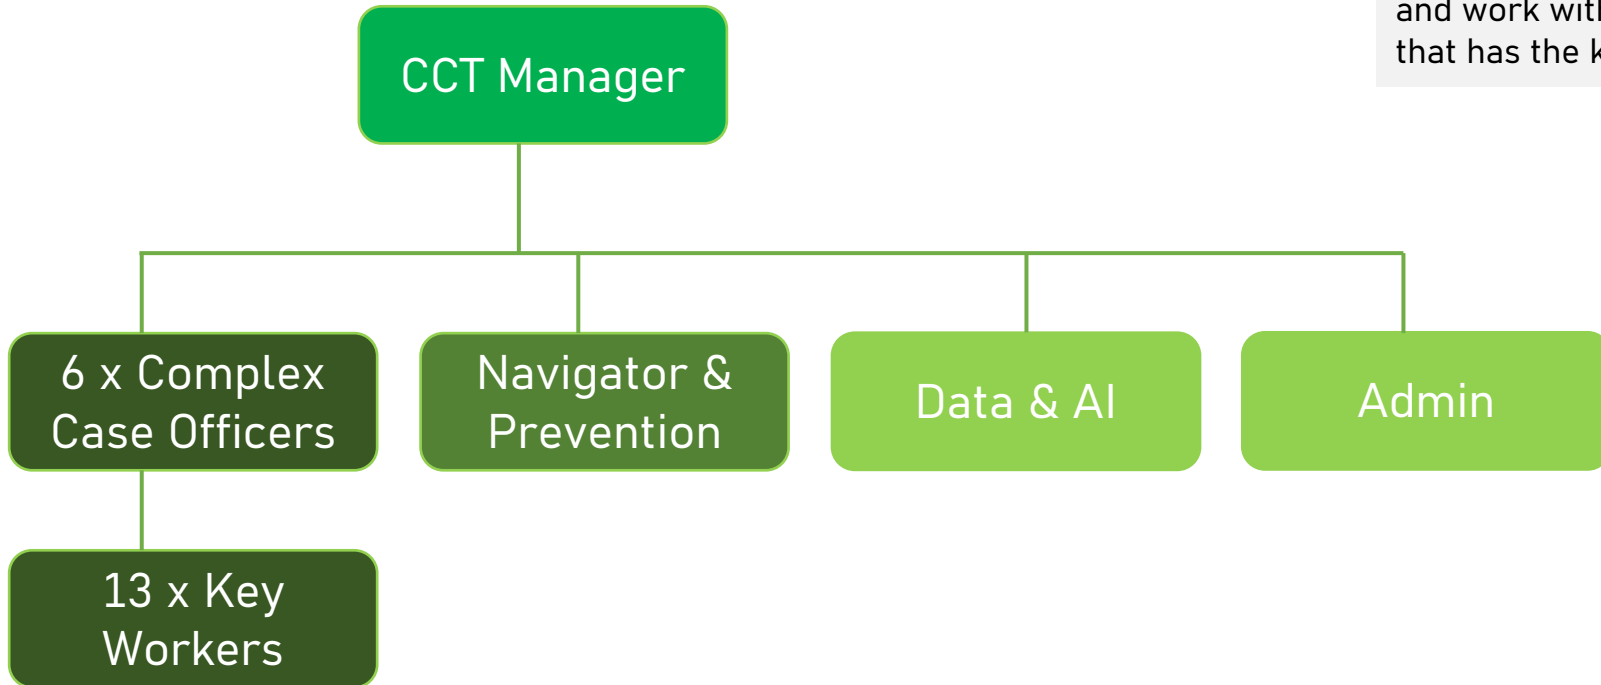 and work with
that has the
CCT Manager
6 x Complex
Case Officers
Navigator &
Prevention
Data & AI
Admin
13 x Key
Workers